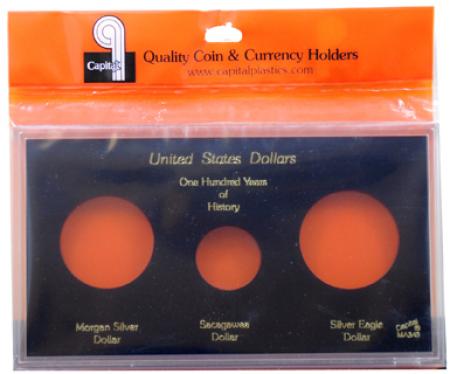 Capital
Quality Coin & Currency Holders
www.capitalplastics.com
United States Dollars
One Hundred Years
of
History
Morgan Silver
Dollar
Sacagawea
Dollar
Silver Eagle
Dollar
Capital
®